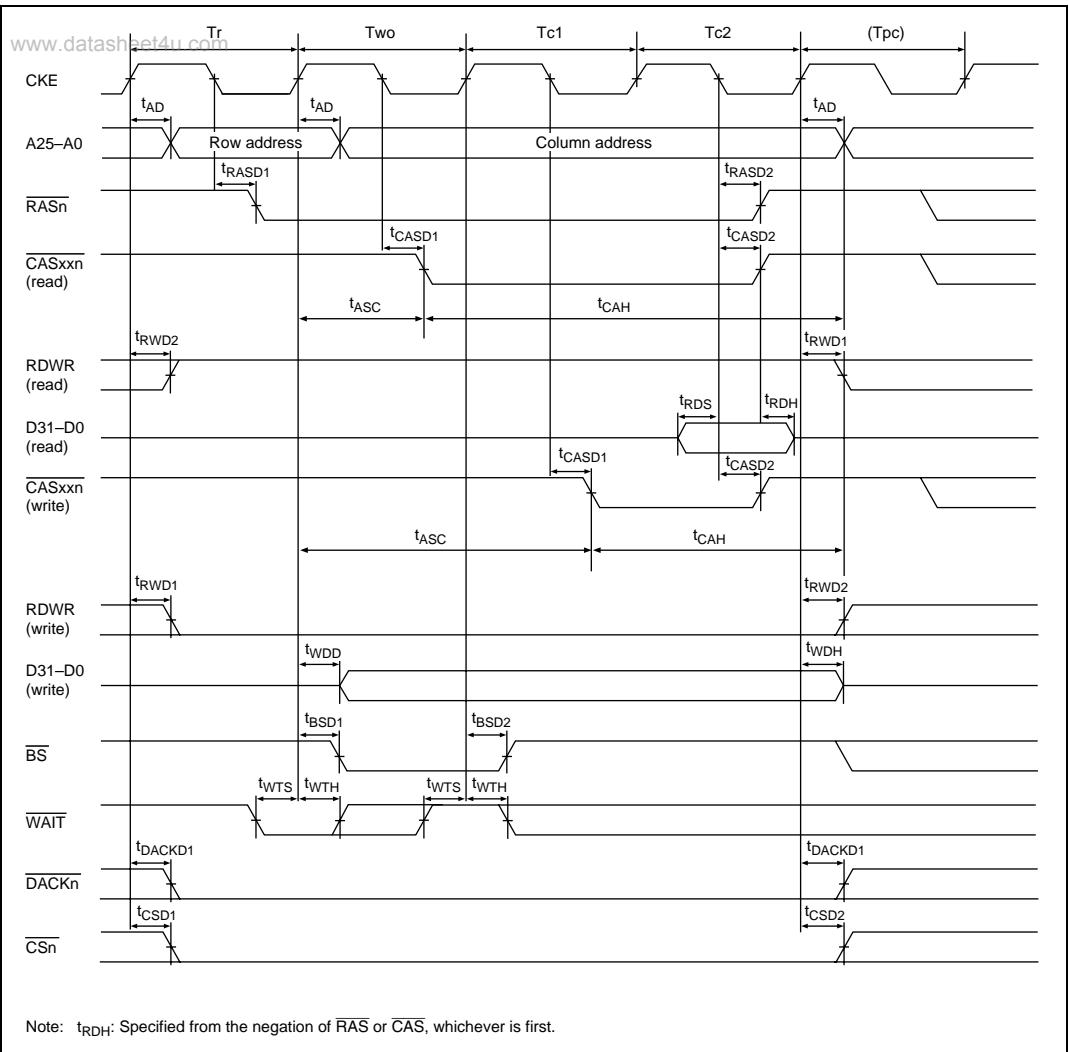 www.datasheet4u.com
Tr Two Tc1 Tc2 (Tpc)
CKE
tAD tAD tAD
A25–A0 Row address Column address
tRASD1 tRASD2
RASn
tCASD1 tCASD2
CASxxn
(read)
tASC tCAH
tRWD2 tRWD1
RDWR
(read)
tRDS tRDH
D31–D0
(read)
tCASD1 tCASD2
CASxxn
(write)
tASC tCAH
tRWD1 tRWD2
RDWR
(write)
tWDD tWDH
D31–D0
(write)
tBSD1 tBSD2
BS
tWTS tWTH tWTS tWTH
WAIT
tDACKD1 tDACKD1
DACKn
tCSD1 tCSD2
CSn
Note: tRDH: Specified from the negation of RAS or CAS, whichever is first.